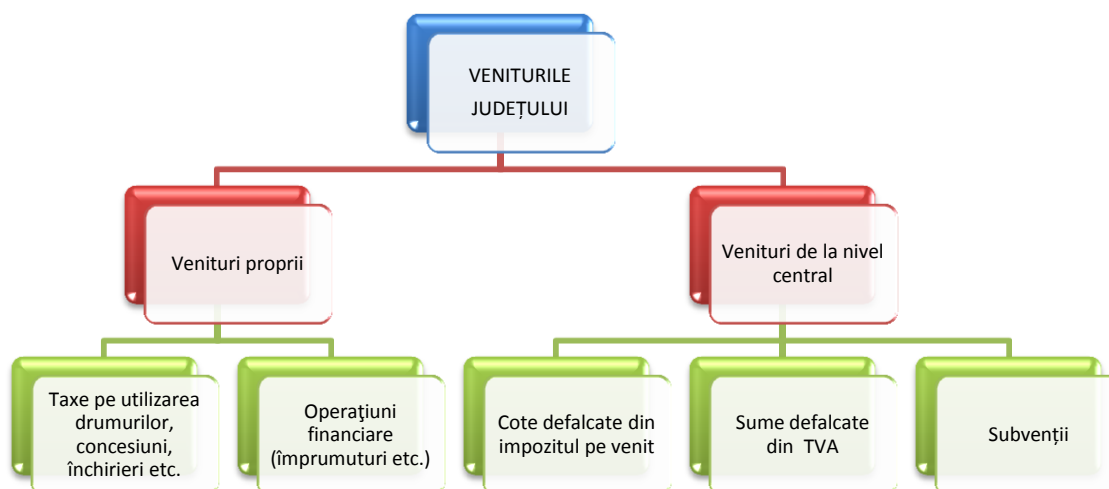 VENITURILE
JUDEȚULUI
Venituri proprii
Venituri de la nivel
central
Taxe pe utilizarea
drumurilor,
concesiuni,
închirieri etc.
Operaţiuni
financiare
(împrumuturi etc.)
Cote defalcate din
impozitul pe venit
Sume defalcate
din TVA
Subvenții